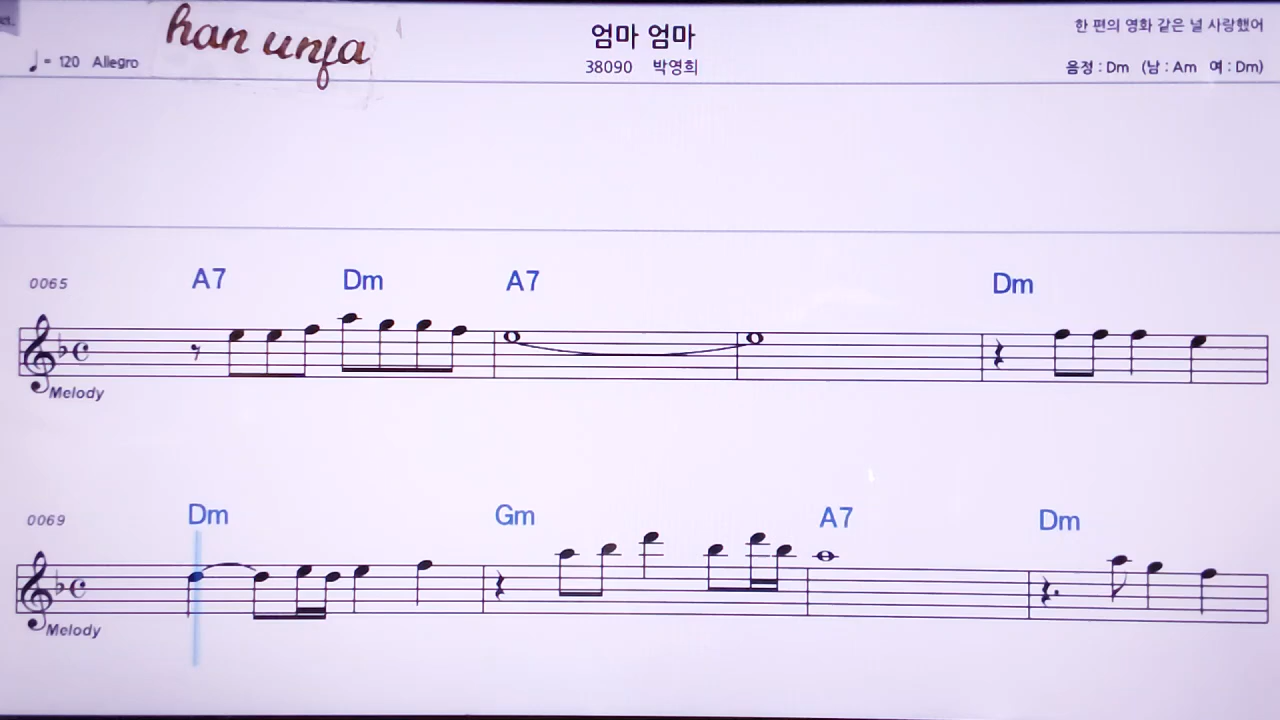 han unja
엄마 엄마
한 편의 영화 같은 널 사랑했어
♩= 120 Allegro
38090 박영희
음정 : Dm (남 : Am 여 : Dm)
0065 A7 Dm A7 Dm
Melody
0069 Dm Gm A7 Dm
Melody